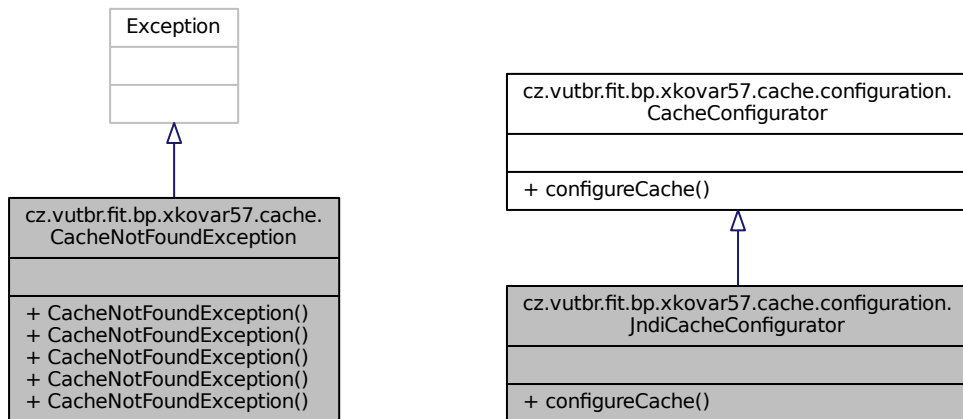 Exception
cz.vutbr.fit.bp.xkovar57.cache.
CacheNotFoundException
+ CacheNotFoundException()
+ CacheNotFoundException()
+ CacheNotFoundException()
+ CacheNotFoundException()
+ CacheNotFoundException()
cz.vutbr.fit.bp.xkovar57.cache.configuration.
CacheConfigurator
+ configureCache()
cz.vutbr.fit.bp.xkovar57.cache.configuration.
JndiCacheConfigurator
+ configureCache()